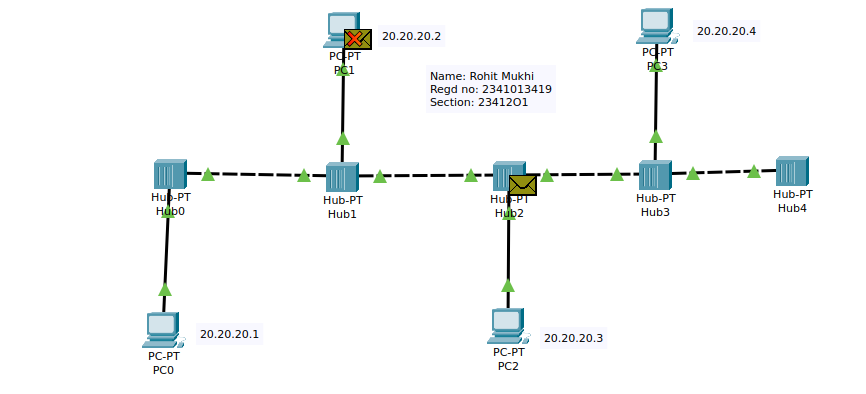 20.20.20.2
20.20.20.4
PC-PT
PC1
PC-PT
PC3
Name: Rohit Mukhi
Regd no: 2341013419
Section: 23412O1
Hub-PT
Hub0
Hub-PT
Hub1
Hub-PT
Hub2
Hub-PT
Hub3
Hub-PT
Hub4
20.20.20.1
20.20.20.3
PC-PT
PC0
PC-PT
PC2